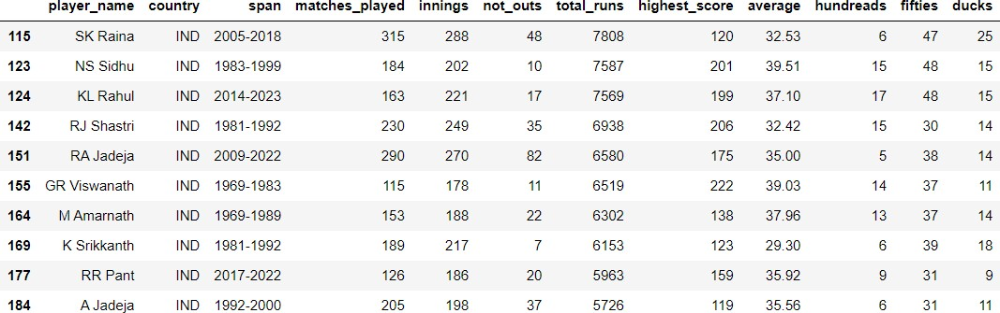 player_name country span matches_played innings not_outs total_runs highest_score average hundreads fifties ducks
115 SK Raina IND 2005-2018 315 288 48 7808 120 32.53 6 47 25
123 NS Sidhu IND 1983-1999 184 202 10 7587 201 39.51 15 48 15
124 KL Rahul IND 2014-2023 163 221 17 7569 199 37.10 17 48 15
142 RJ Shastri IND 1981-1992 230 249 35 6938 206 32.42 15 30 14
151 RA Jadeja IND 2009-2022 290 270 82 6580 175 35.00 5 38 14
155 GR Viswanath IND 1969-1983 115 178 11 6519 222 39.03 14 37 11
164 M Amarnath IND 1969-1989 153 188 22 6302 138 37.96 13 37 14
169 K Srikkanth IND 1981-1992 189 217 7 6153 123 29.30 6 39 18
177 RR Pant IND 2017-2022 126 186 20 5963 159 35.92 9 31 9
184 A Jadeja IND 1992-2000 205 198 37 5726 119 35.56 6 31 11